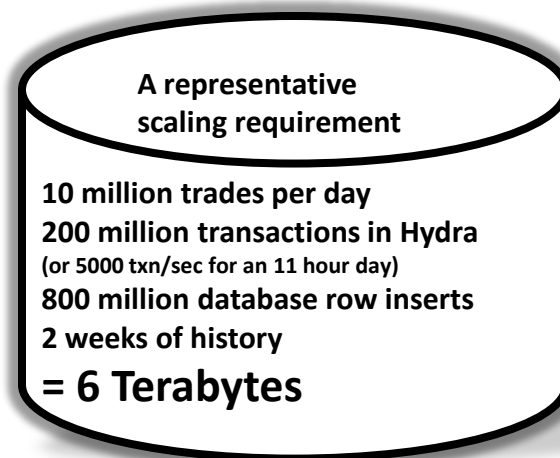 A representative
scaling requirement
10 million trades per day
200 million transactions in Hydra
(or 5000 txn/sec for an 11 hour day)
800 million database row inserts
2 weeks of history
= 6 Terabytes